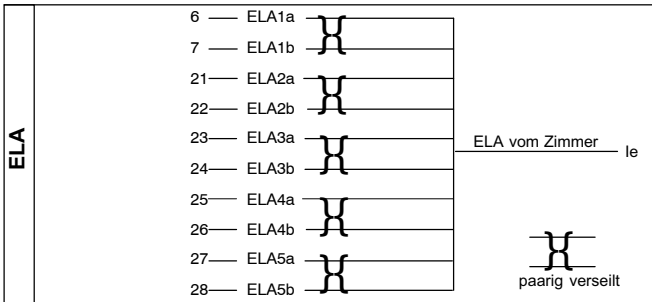 ELA
6 ELA1a
7 ELA1b
21 ELA2a
22 ELA2b
23 ELA3a
24 ELA3b
25 ELA4a
26 ELA4b
27 ELA5a
28 ELA5b
ELA vom Zimmer le
paarig verseilt